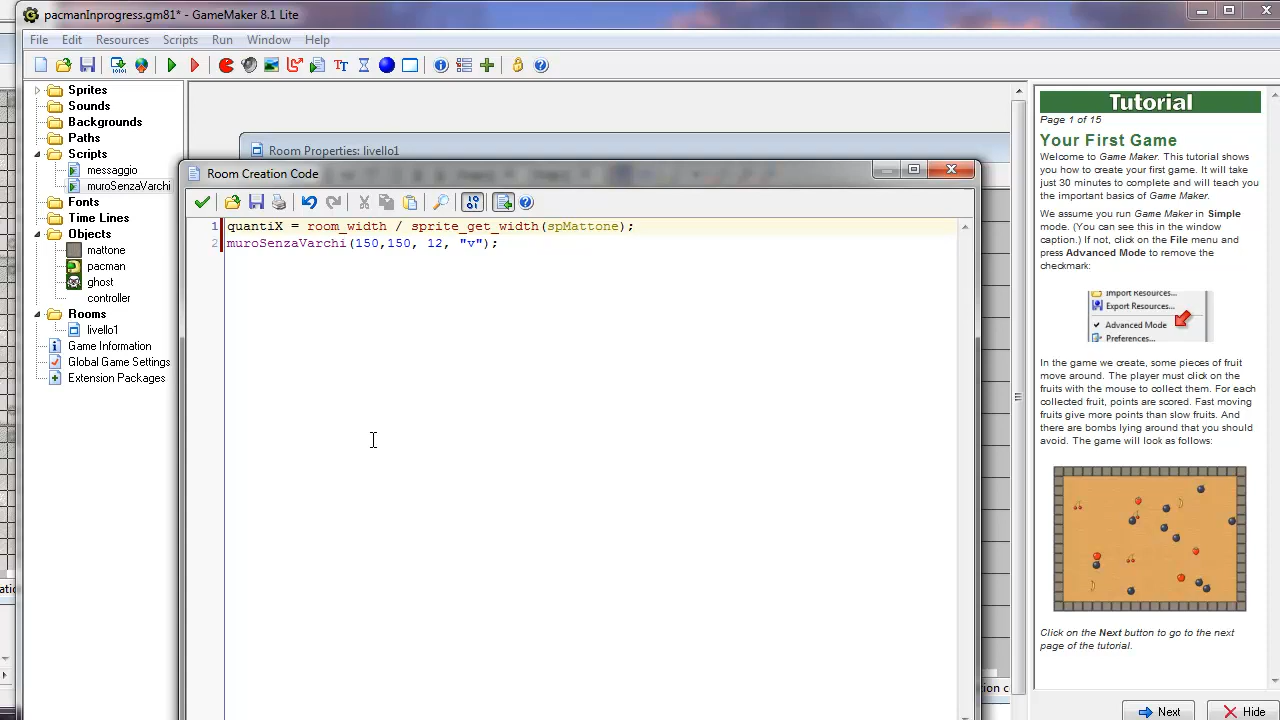 pacmanInprogress.gm81* - GameMaker 8.1 Lite
File Edit Resources Scripts Run Window Help
Sprites
Sounds
Backgrounds
Paths
Scripts
messaggio
muroSenzaVarchi
Fonts
Time Lines
Objects
mattone
pacman
ghost
controller
Rooms
livello1
Game Information
Global Game Settings
Extension Packages
Room Properties: livello1
Room Creation Code
1 quantiX = room_width / sprite_get_width(spMattone);
2 muroSenzaVarchi(150,150, 12, "v");
Tutorial
Page 1 of 15
Your First Game
Welcome to Game Maker. This tutorial shows
you how to create your first game. It will take
just 30 minutes to complete and will teach you
the important basics of Game Maker.
We assume you run Game Maker in Simple
mode. (You can see this in the window
caption.) If not, click on the File menu and
press Advanced Mode to remove the
checkmark:
Import Resources...
Export Resources...
Advanced Mode
Preferences...
In the game we create, some pieces of fruit
move around. The player must click on the
fruits with the mouse to collect them. For each
collected fruit, points are scored. Fast moving
fruits give more points than slow fruits. And
there are bombs lying around that you should
avoid. The game will look as follows:
Click on the Next button to go to the next
page of the tutorial.
Next
Hide